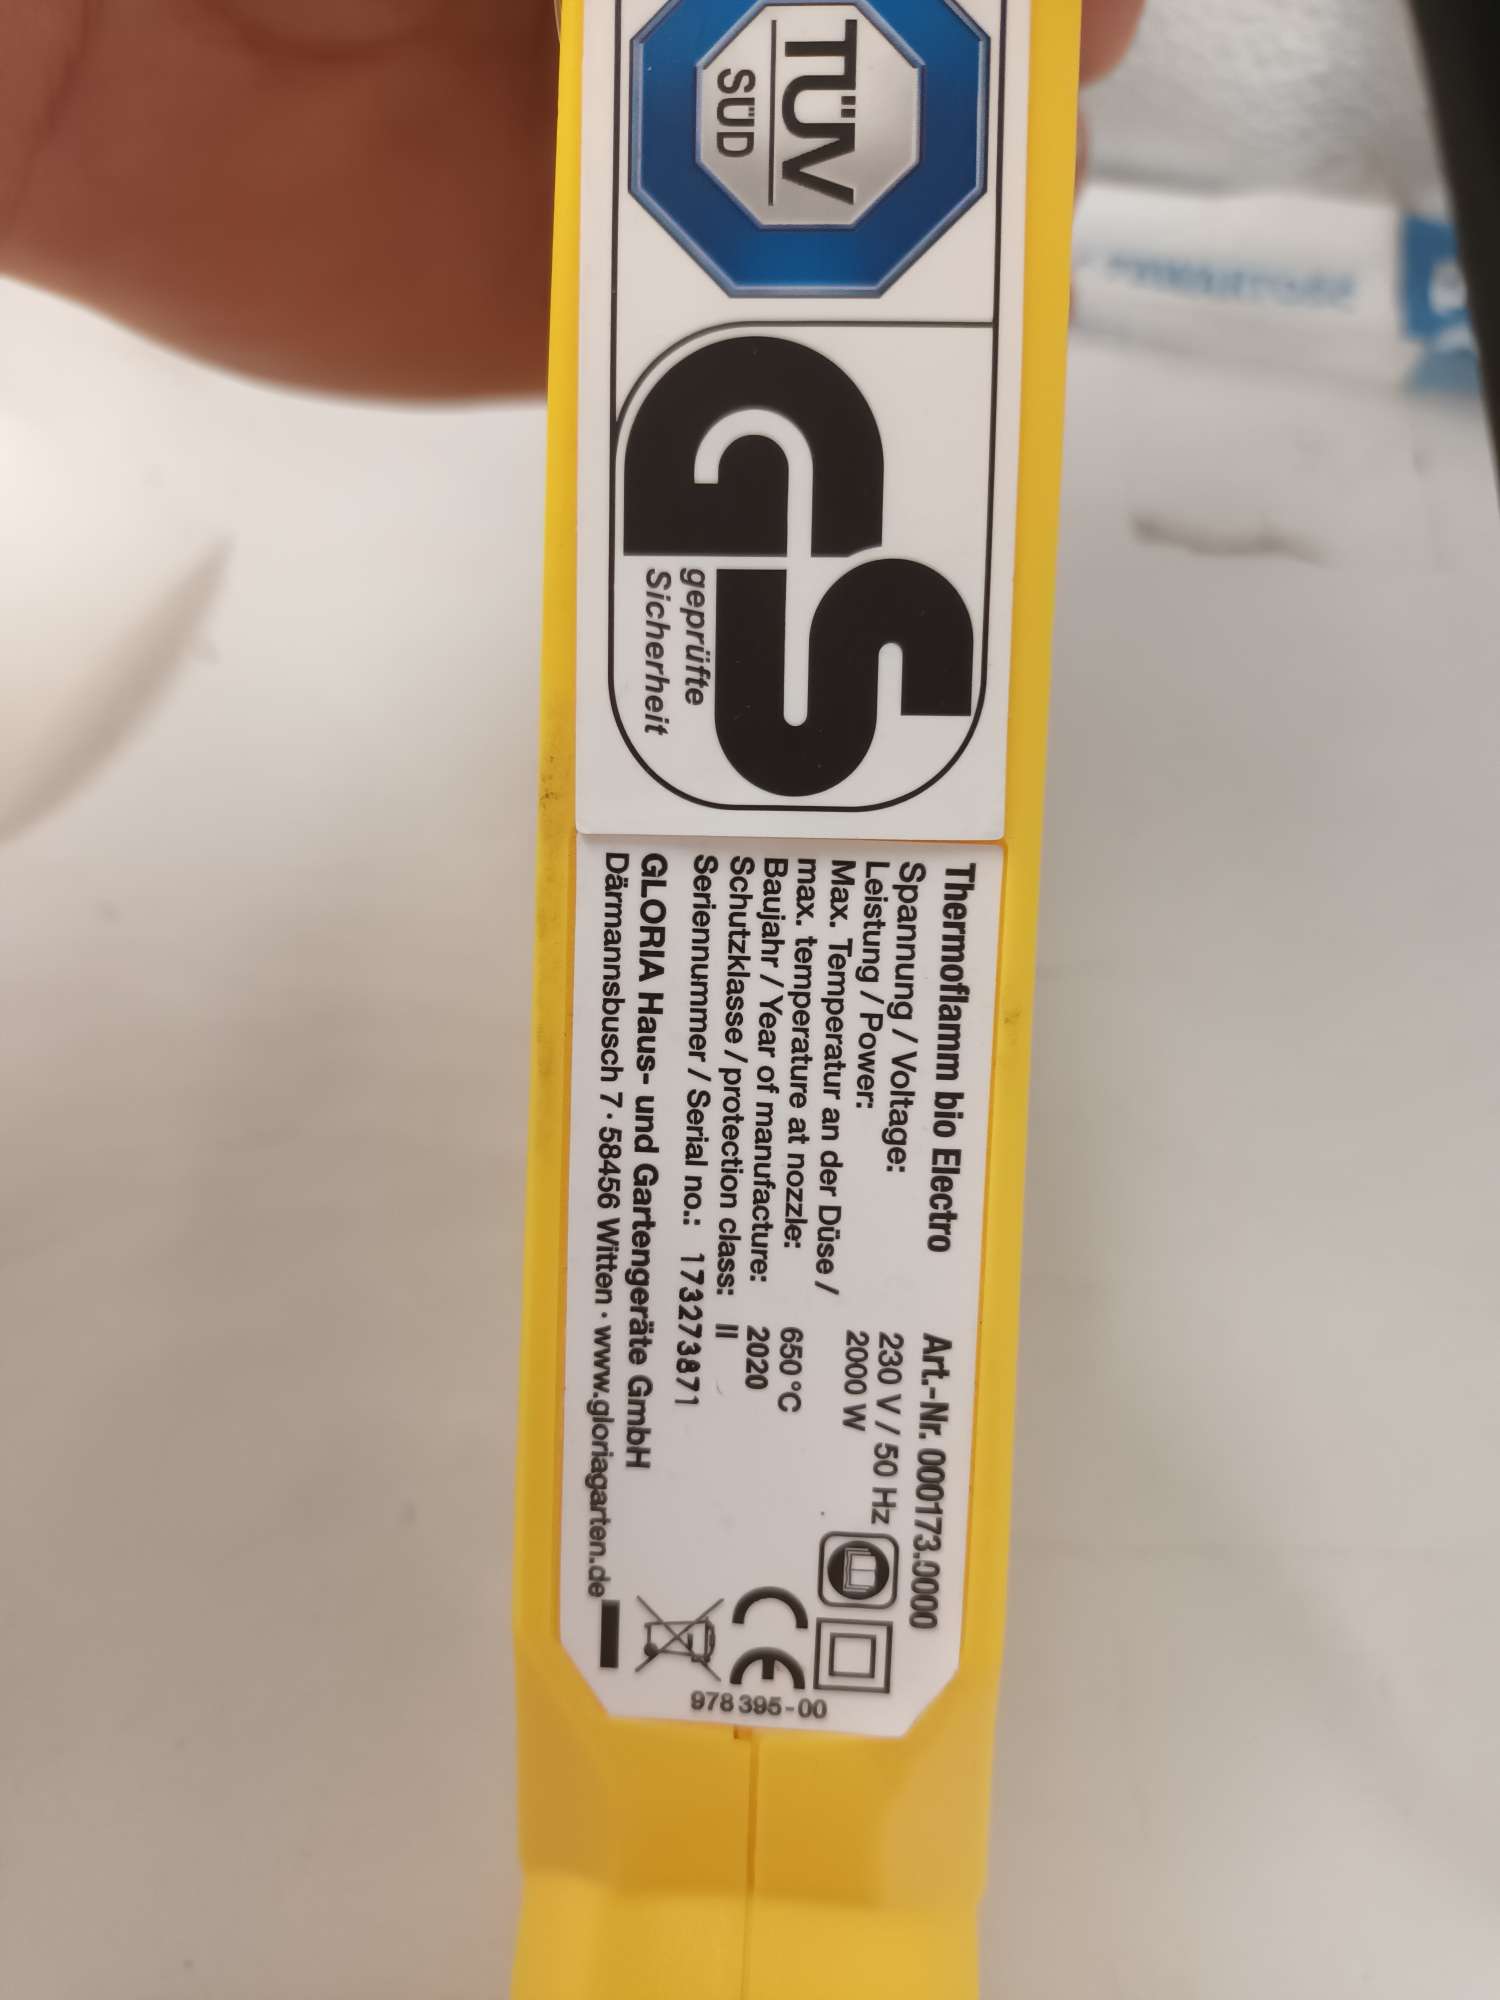 TÜV
SÜD
GS
geprüfte
Sicherheit
Thermoflamm bio Electro Art.-Nr. 000173.0000
Spannung / Voltage: 230 V / 50 Hz
Leistung / Power: 2000 W
Max. Temperatur an der Düse /
max. temperature at nozzle: 650 °C
Baujahr / Year of manufacture: 2020
Schutzklasse / protection class: II
Seriennummer / Serial no.: 173273871
GLORIA Haus- und Gartengeräte GmbH
Därmannsbusch 7 · 58456 Witten · www.gloriagarten.de
CE
978 395-00